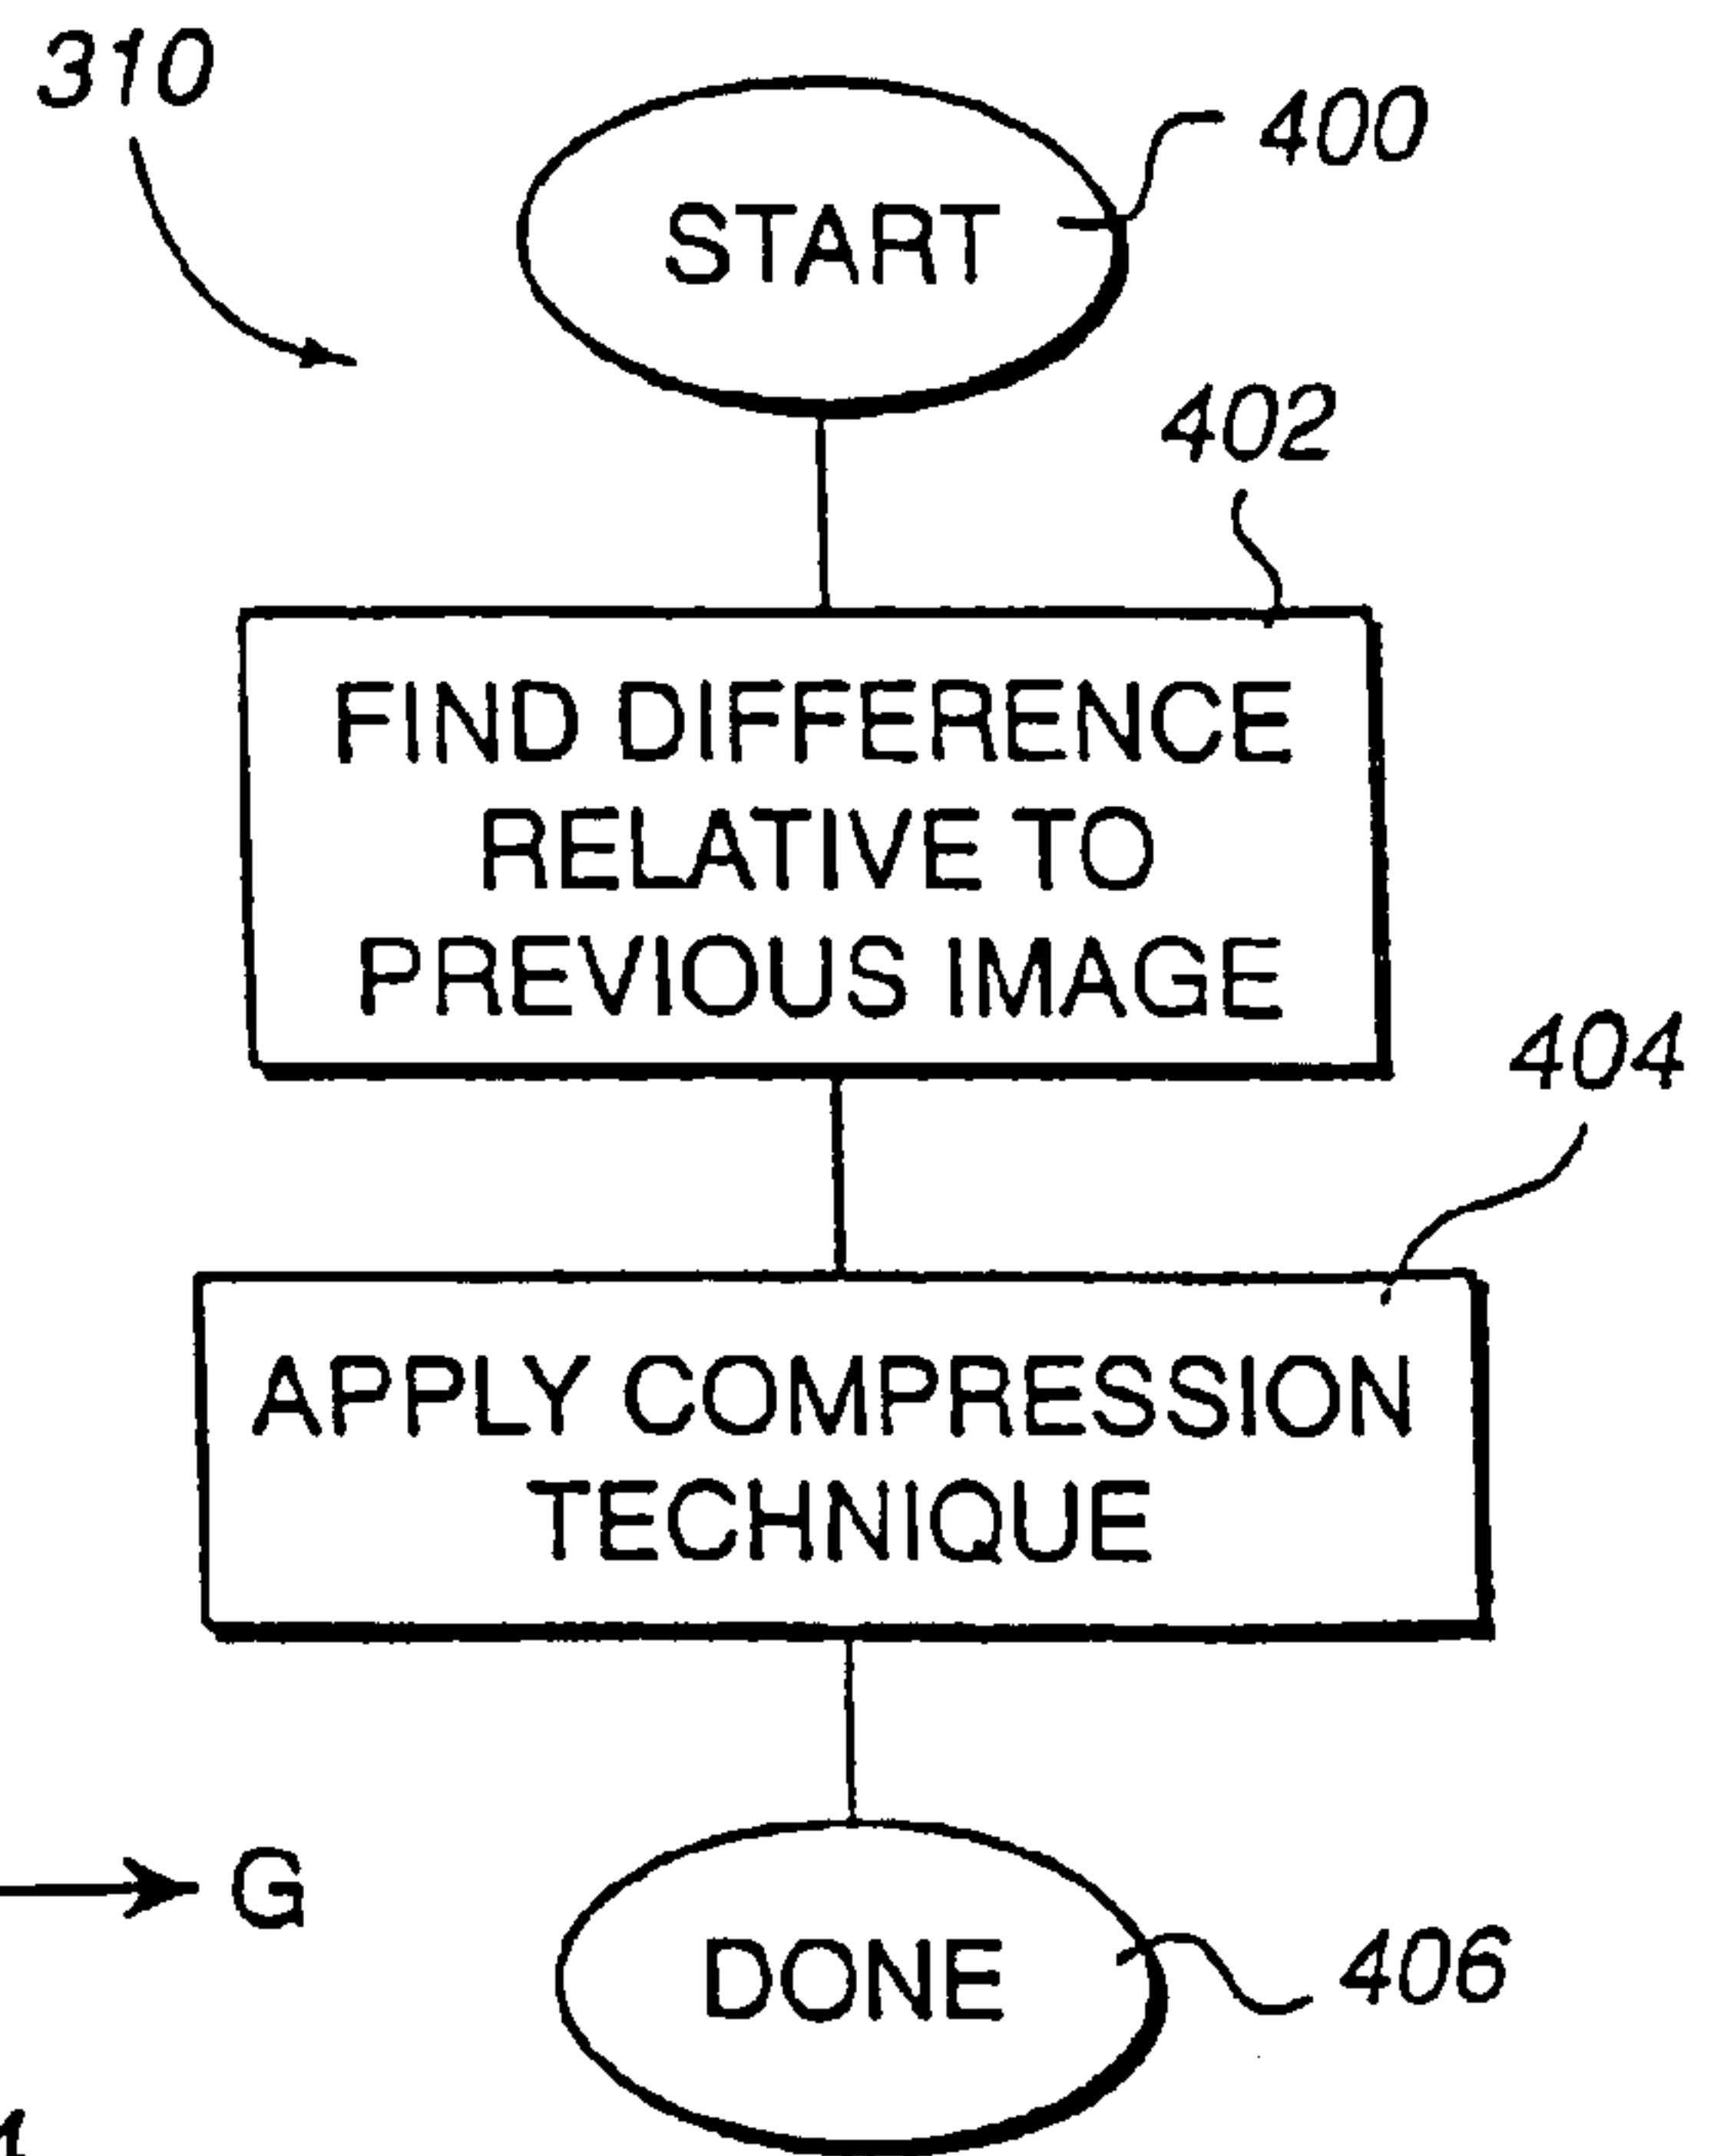 310
400
START
402
FIND DIFFERENCE
RELATIVE TO
PREVIOUS IMAGE
404
APPLY COMPRESSION
TECHNIQUE
G
DONE
406